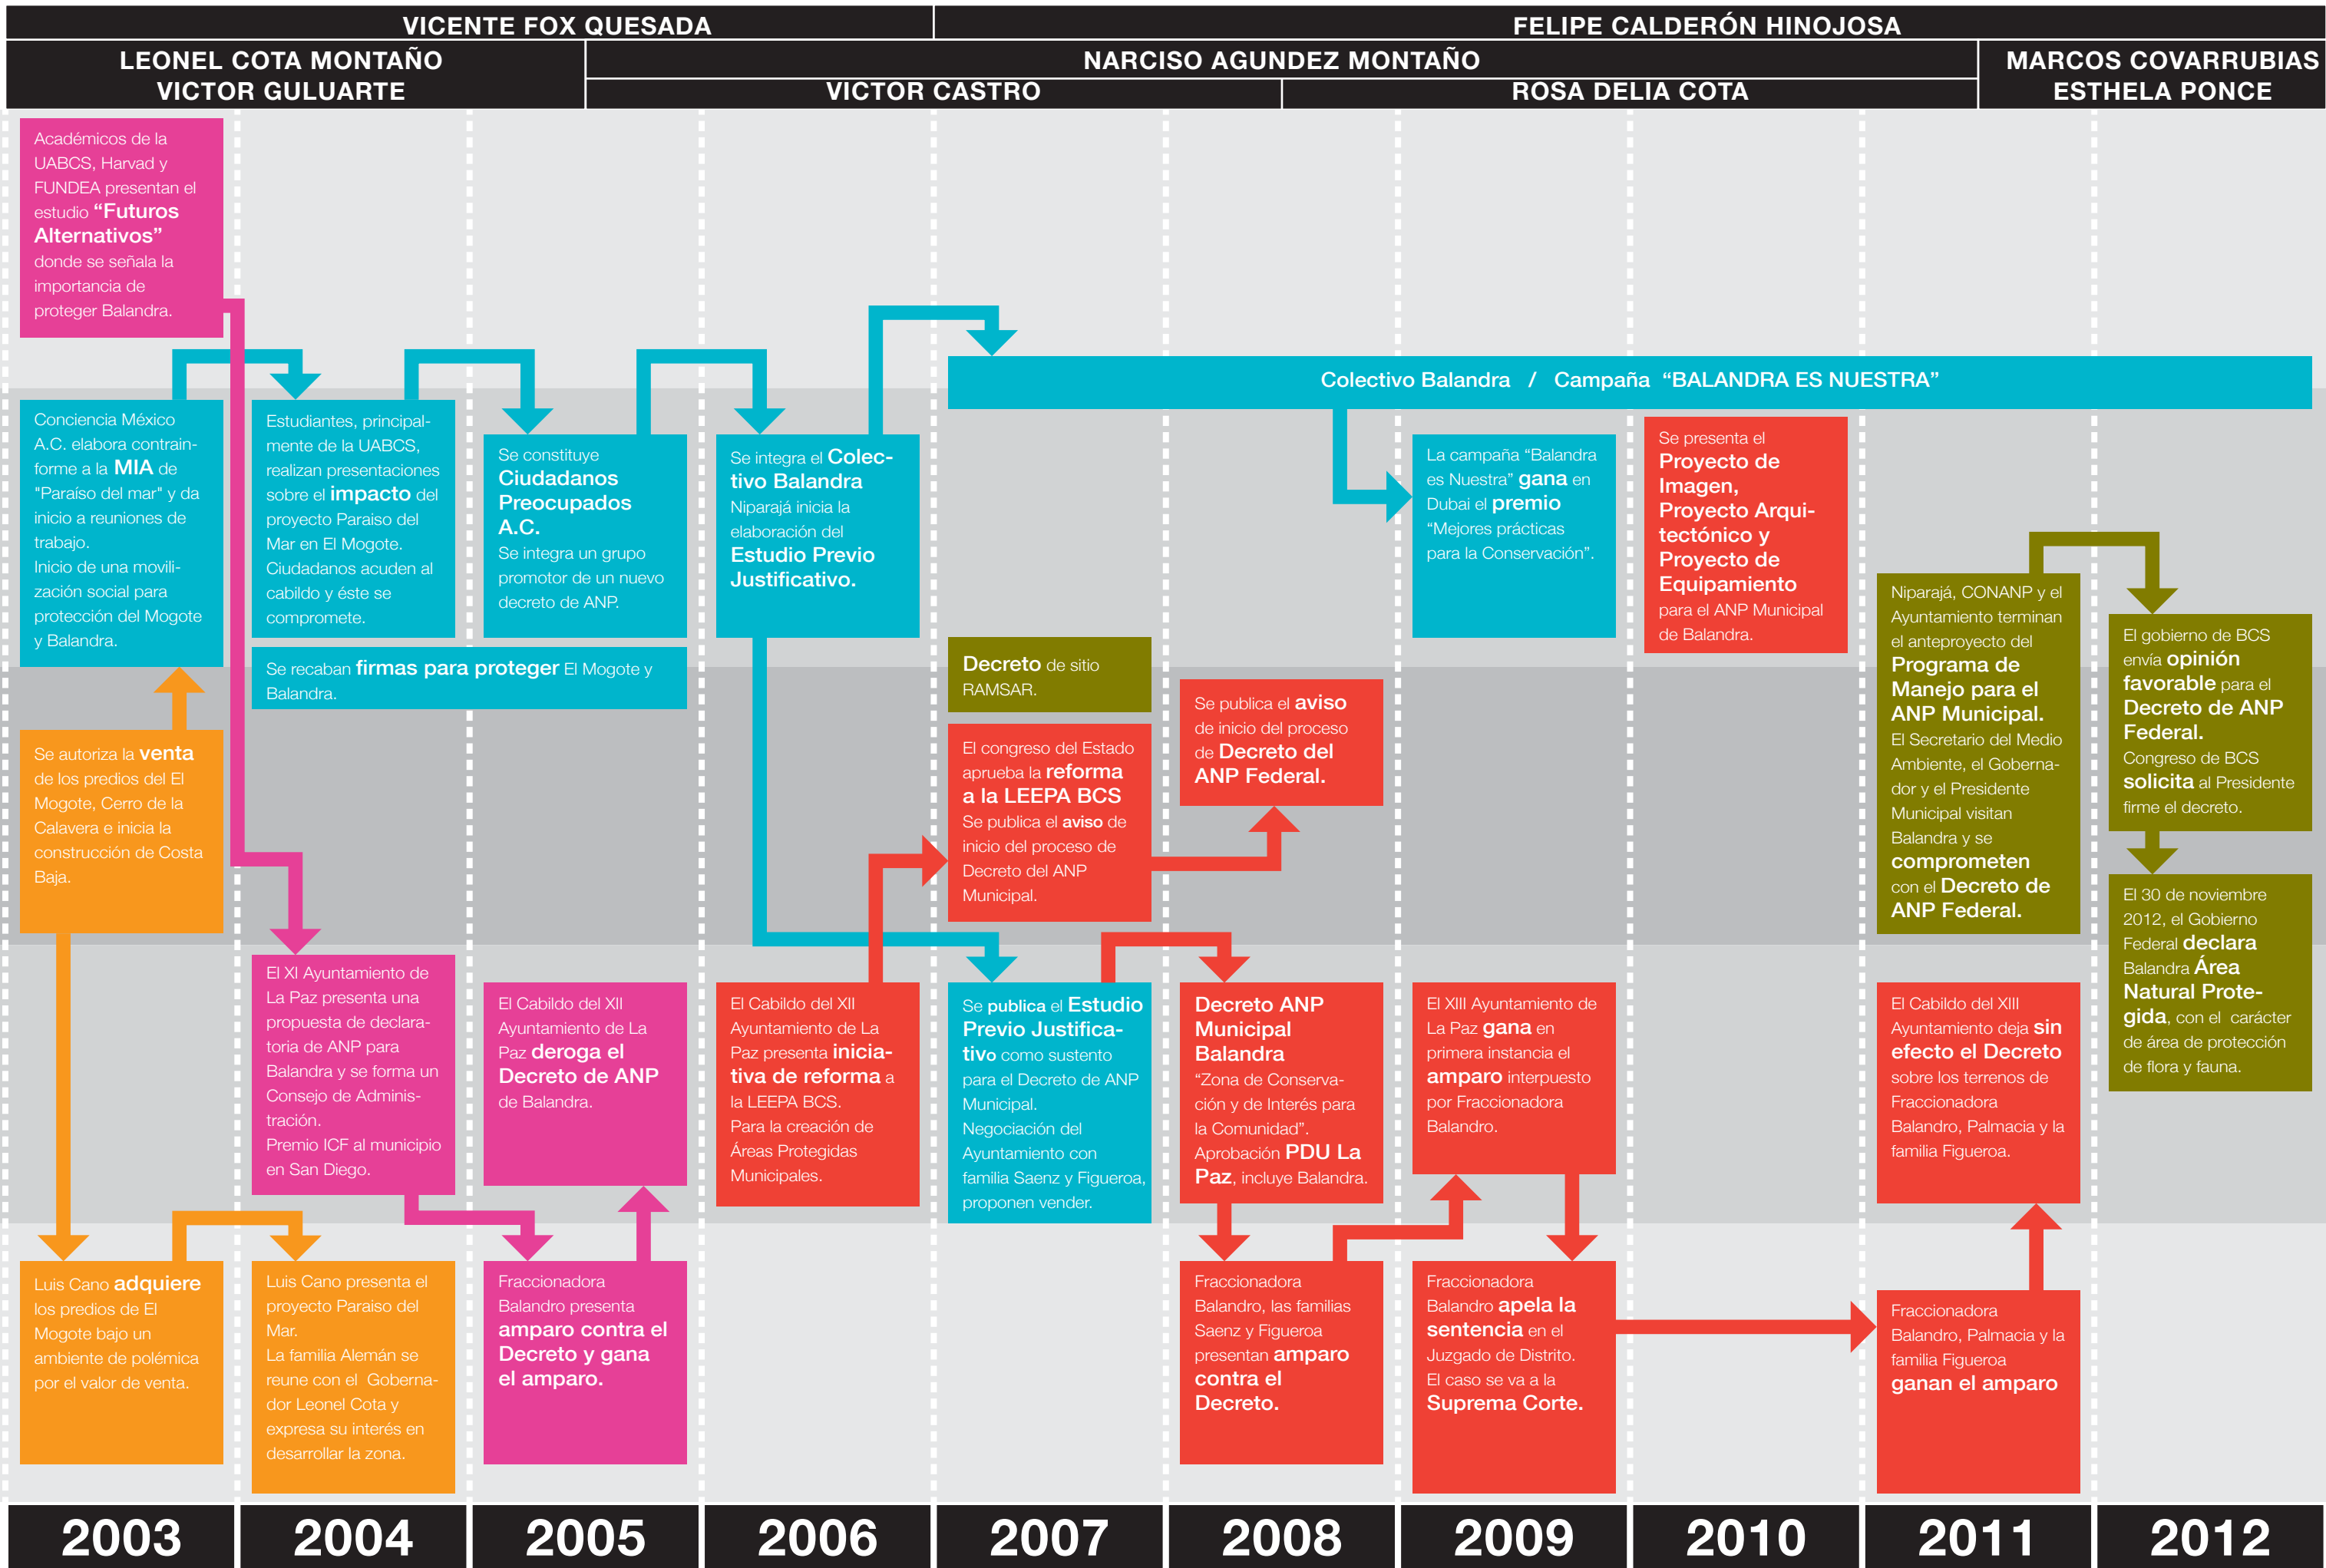 VICENTE FOX QUESADA
FELIPE CALDERÓN HINOJOSA
LEONEL COTA MONTAÑO
VICTOR GULUARTE
NARCISO AGUNDEZ MONTAÑO
VICTOR CASTRO
ROSA DELIA COTA
MARCOS COVARRUBIAS
ESTHELA PONCE
Académicos de la
UABCS, Harvad y
FUNDEA presentan el
estudio “Futuros
Alternativos”
donde se señala la
importancia de
proteger Balandra.
Conciencia México
A.C. elabora contrain-
forme a la MIA de
"Paraíso del mar" y da
inicio a reuniones de
trabajo.
Inicio de una movili-
zación social para
protección del Mogote
y Balandra.
Se autoriza la venta
de los predios del El
Mogote, Cerro de la
Calavera e inicia la
construcción de Costa
Baja.
Luis Cano adquiere
los predios de El
Mogote bajo un
ambiente de polémica
por el valor de venta.
Estudiantes, principal-
mente de la UABCS,
realizan presentaciones
sobre el impacto del
proyecto Paraiso del
Mar en El Mogote.
Ciudadanos acuden al
cabildo y éste se
compromete.
Se recaban firmas para proteger El Mogote y
Balandra.
El XI Ayuntamiento de
La Paz presenta una
propuesta de declara-
toria de ANP para
Balandra y se forma un
Consejo de Adminis-
tración.
Premio ICF al municipio
en San Diego.
Luis Cano presenta el
proyecto Paraiso del
Mar.
La familia Alemán se
reune con el Goberna-
dor Leonel Cota y
expresa su interés en
desarrollar la zona.
Se constituye
Ciudadanos
Preocupados
A.C.
Se integra un grupo
promotor de un nuevo
decreto de ANP.
El Cabildo del XII
Ayuntamiento de La
Paz deroga el
Decreto de ANP
de Balandra.
Fraccionadora
Balandro presenta
amparo contra el
Decreto y gana
el amparo.
Se integra el Colec-
tivo Balandra
Niparajá inicia la
elaboración del
Estudio Previo
Justificativo.
El Cabildo del XII
Ayuntamiento de La
Paz presenta inicia-
tiva de reforma a
la LEEPA BCS.
Para la creación de
Áreas Protegidas
Municipales.
Colectivo Balandra / Campaña “BALANDRA ES NUESTRA”
Decreto de sitio
RAMSAR.
El congreso del Estado
aprueba la reforma
a la LEEPA BCS
Se publica el aviso de
inicio del proceso de
Decreto del ANP
Municipal.
Se publica el Estudio
Previo Justifica-
tivo como sustento
para el Decreto de ANP
Municipal.
Negociación del
Ayuntamiento con
familia Saenz y Figueroa,
proponen vender.
Se publica el aviso
de inicio del proceso
de Decreto del
ANP Federal.
Decreto ANP
Municipal
Balandra
“Zona de Conserva-
ción y de Interés para
la Comunidad”.
Aprobación PDU La
Paz, incluye Balandra.
Fraccionadora
Balandro, las familias
Saenz y Figueroa
presentan amparo
contra el
Decreto.
La campaña “Balandra
es Nuestra” gana en
Dubai el premio
“Mejores prácticas
para la Conservación”.
El XIII Ayuntamiento de
La Paz gana en
primera instancia el
amparo interpuesto
por Fraccionadora
Balandro.
Fraccionadora
Balandro apela la
sentencia en el
Juzgado de Distrito.
El caso se va a la
Suprema Corte.
Se presenta el
Proyecto de
Imagen,
Proyecto Arqui-
tectónico y
Proyecto de
Equipamiento
para el ANP Municipal
de Balandra.
Niparajá, CONANP y el
Ayuntamiento terminan
el anteproyecto del
Programa de
Manejo para el
ANP Municipal.
El Secretario del Medio
Ambiente, el Goberna-
dor y el Presidente
Municipal visitan
Balandra y se
comprometen
con el Decreto de
ANP Federal.
El Cabildo del XIII
Ayuntamiento deja sin
efecto el Decreto
sobre los terrenos de
Fraccionadora
Balandro, Palmacia y la
familia Figueroa.
Fraccionadora
Balandro, Palmacia y la
familia Figueroa
ganan el amparo
El gobierno de BCS
envía opinión
favorable para el
Decreto de ANP
Federal.
Congreso de BCS
solicita al Presidente
firme el decreto.
El 30 de noviembre
2012, el Gobierno
Federal declara
Balandra Área
Natural Prote-
gida, con el carácter
de área de protección
de flora y fauna.
2003
2004
2005
2006
2007
2008
2009
2010
2011
2012